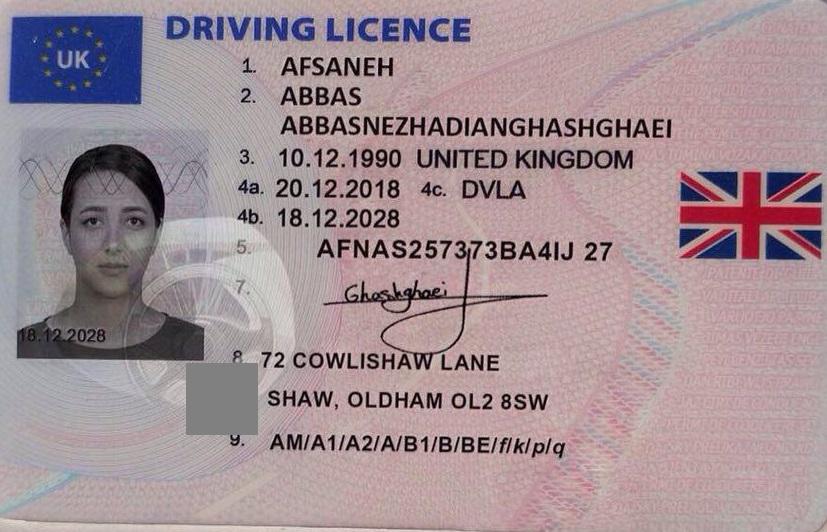 UK
DRIVING LICENCE
1. AFSANEH
2. ABBAS
ABBASNEZHADIANGHASHGHAEI
3. 10.12.1990 UNITED KINGDOM
4a. 20.12.2018 4c. DVLA
4b. 18.12.2028
5. AFNAS257373BA4IJ 27
7. Ghashghaei
18.12.2028
8 72 COWLISHAW LANE
SHAW, OLDHAM OL2 8SW
9. AM/A1/A2/A/B1/B/BE/f/k/p/q